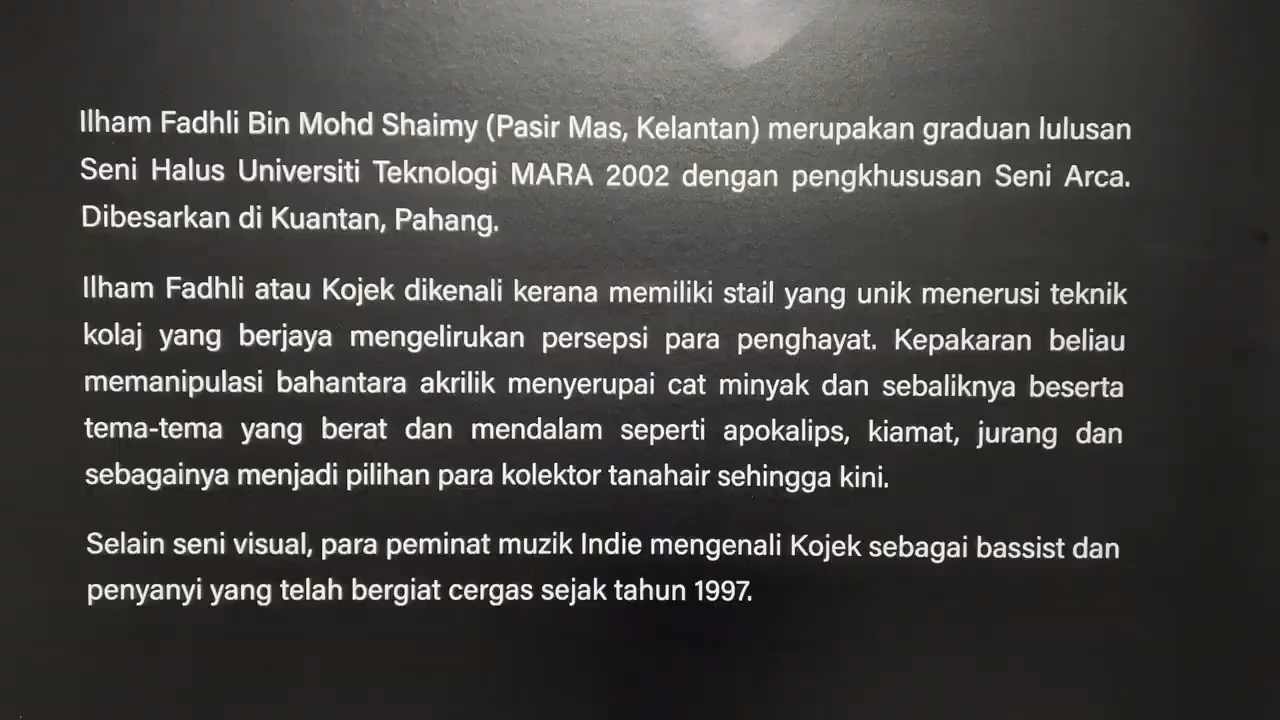 Ilham Fadhli Bin Mohd Shaimy (Pasir Mas, Kelantan) merupakan graduan lulusan
Seni Halus Universiti Teknologi MARA 2002 dengan pengkhususan Seni Arca.
Dibesarkan di Kuantan, Pahang.
Ilham Fadhli atau Kojek dikenali kerana memiliki stail yang unik menerusi teknik
kolaj yang berjaya mengelirukan persepsi para penghayat. Kepakaran beliau
memanipulasi bahantara akrilik menyerupai cat minyak dan sebaliknya beserta
tema-tema yang berat dan mendalam seperti apokalips, kiamat, jurang dan
sebagainya menjadi pilihan para kolektor tanahair sehingga kini.
Selain seni visual, para peminat muzik Indie mengenali Kojek sebagai bassist dan
penyanyi yang telah bergiat cergas sejak tahun 1997.